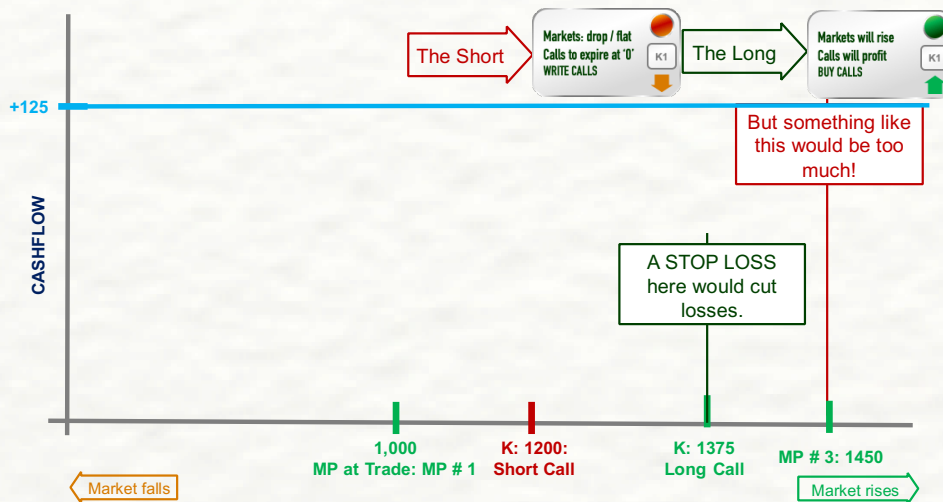 The Short
Markets: drop / flat
Calls to expire at '0'
WRITE CALLS
K1
The Long
Markets will rise
Calls will profit
BUY CALLS
K1
+125
But something like
this would be too
much!
A STOP LOSS
here would cut
losses.
CASHFLOW
1,000
MP at Trade: MP # 1
K: 1200:
Short Call
K: 1375
Long Call
MP # 3: 1450
Market falls
Market rises